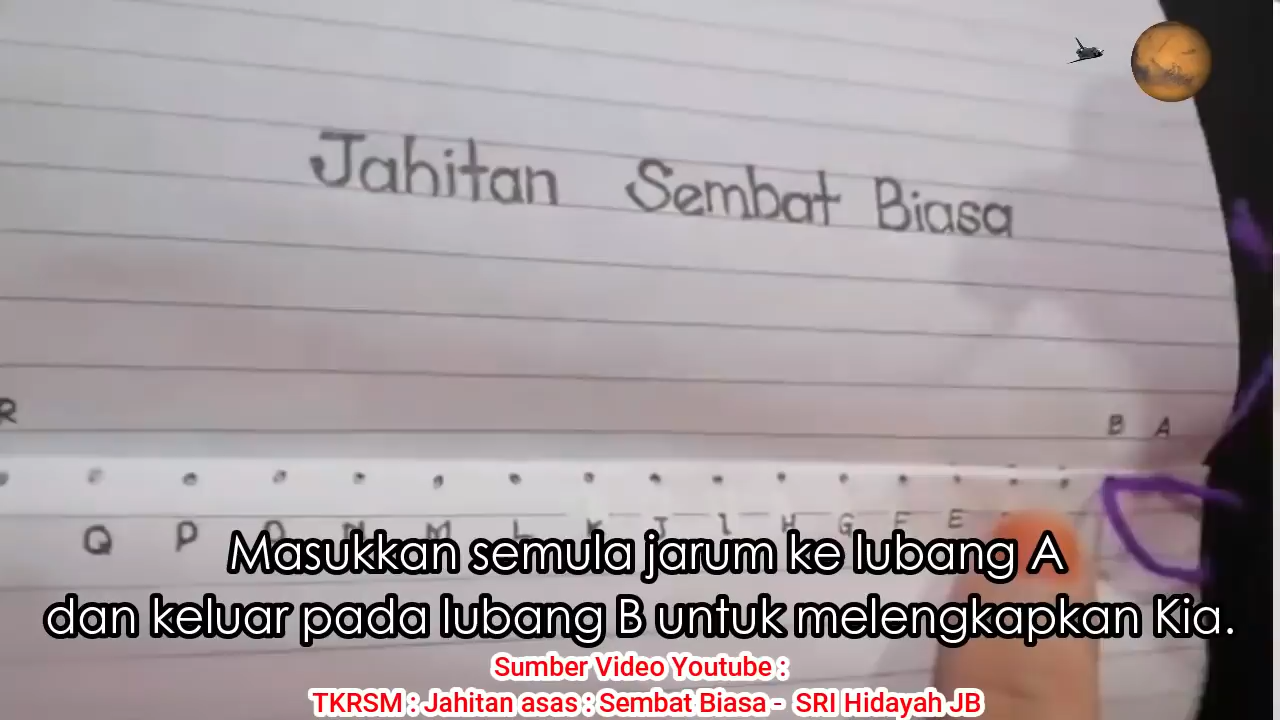 Jahitan Sembat Biasa
R
B A
Q P O N M L K J I H G F E
Masukkan semula jarum ke lubang A
dan keluar pada lubang B untuk melengkapkan Kia.
Sumber Video Youtube :
TKRSM : Jahitan asas : Sembat Biasa - SRI Hidayah JB